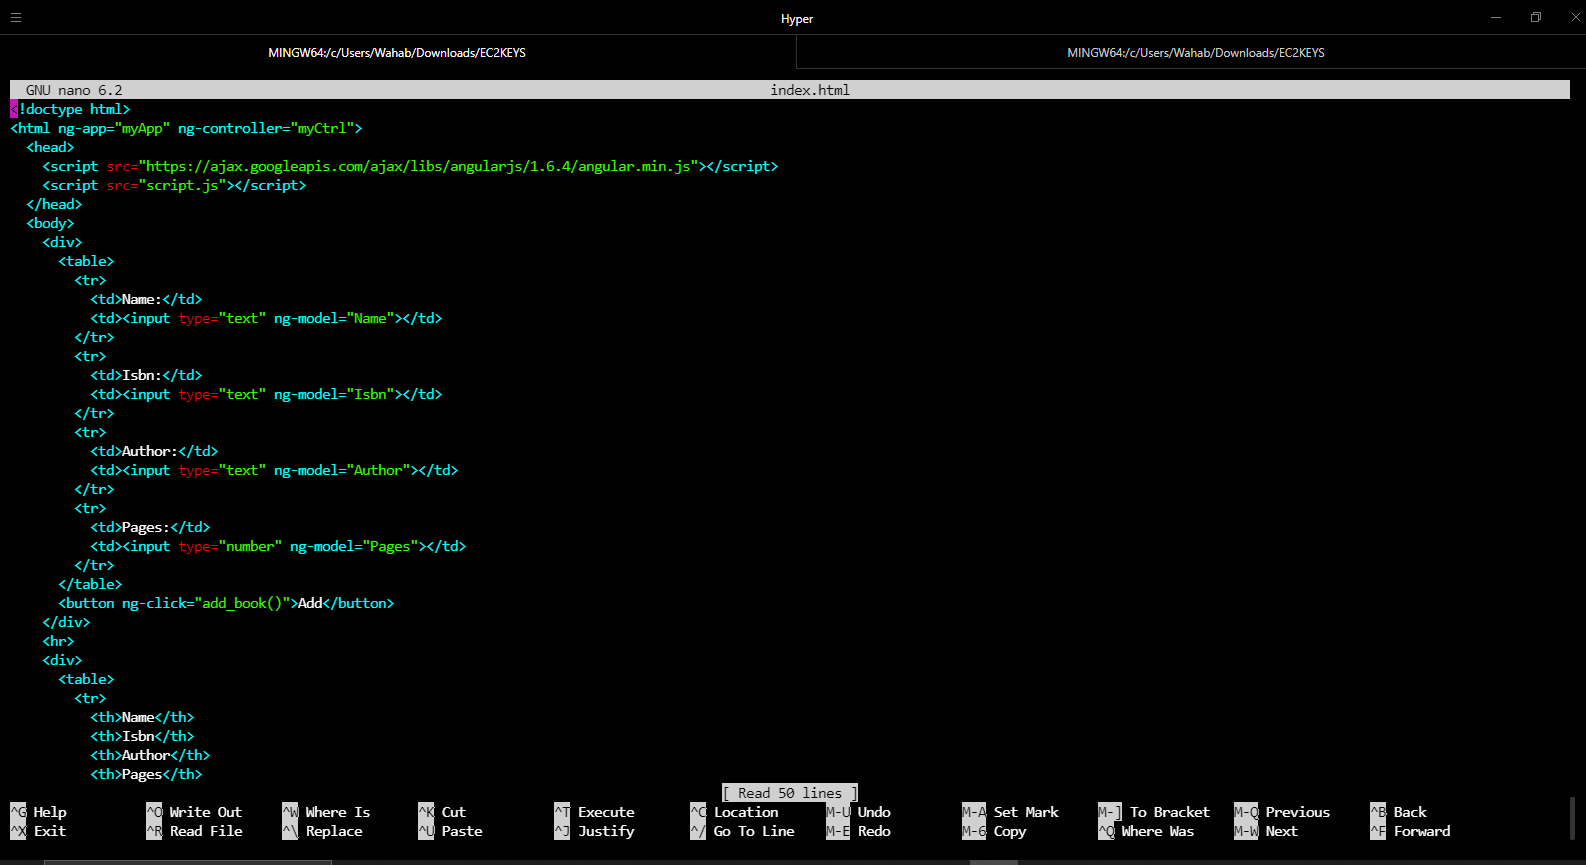 Hyper
MINGW64:/c/Users/Wahab/Downloads/EC2KEYS MINGW64:/c/Users/Wahab/Downloads/EC2KEYS
GNU nano 6.2 index.html
<!doctype html>
<html ng-app="myApp" ng-controller="myCtrl">
  <head>
    <script src="https://ajax.googleapis.com/ajax/libs/angularjs/1.6.4/angular.min.js"></script>
    <script src="script.js"></script>
  </head>
  <body>
    <div>
      <table>
        <tr>
          <td>Name:</td>
          <td><input type="text" ng-model="Name"></td>
        </tr>
        <tr>
          <td>Isbn:</td>
          <td><input type="text" ng-model="Isbn"></td>
        </tr>
        <tr>
          <td>Author:</td>
          <td><input type="text" ng-model="Author"></td>
        </tr>
        <tr>
          <td>Pages:</td>
          <td><input type="number" ng-model="Pages"></td>
        </tr>
      </table>
      <button ng-click="add_book()">Add</button>
    </div>
    <hr>
    <div>
      <table>
        <tr>
          <th>Name</th>
          <th>Isbn</th>
          <th>Author</th>
          <th>Pages</th>
[ Read 50 lines ]
^G Help ^O Write Out ^W Where Is ^K Cut ^T Execute ^C Location M-U Undo M-A Set Mark M-] To Bracket M-Q Previous ^B Back
^X Exit ^R Read File ^\ Replace ^U Paste ^J Justify ^/ Go To Line M-E Redo M-6 Copy ^Q Where Was M-W Next ^F Forward